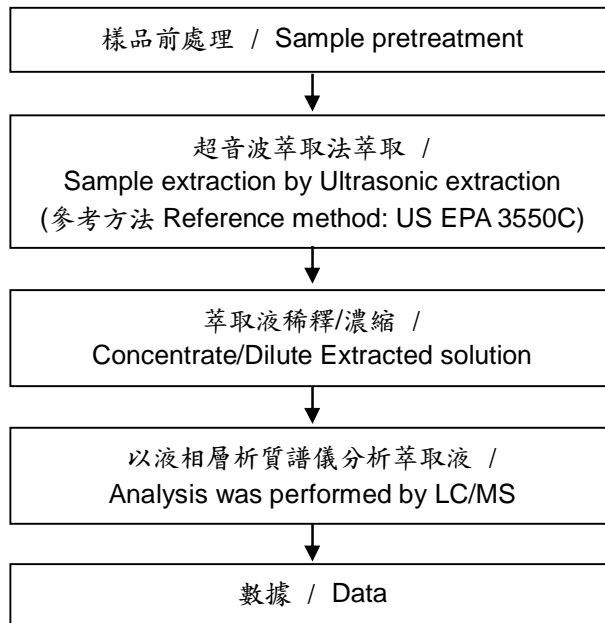 樣品前處理 / Sample pretreatment
超音波萃取法萃取 /
Sample extraction by Ultrasonic extraction
(參考方法 Reference method: US EPA 3550C)
萃取液稀釋/濃縮 /
Concentrate/Dilute Extracted solution
以液相層析質譜儀分析萃取液 /
Analysis was performed by LC/MS
數據 / Data